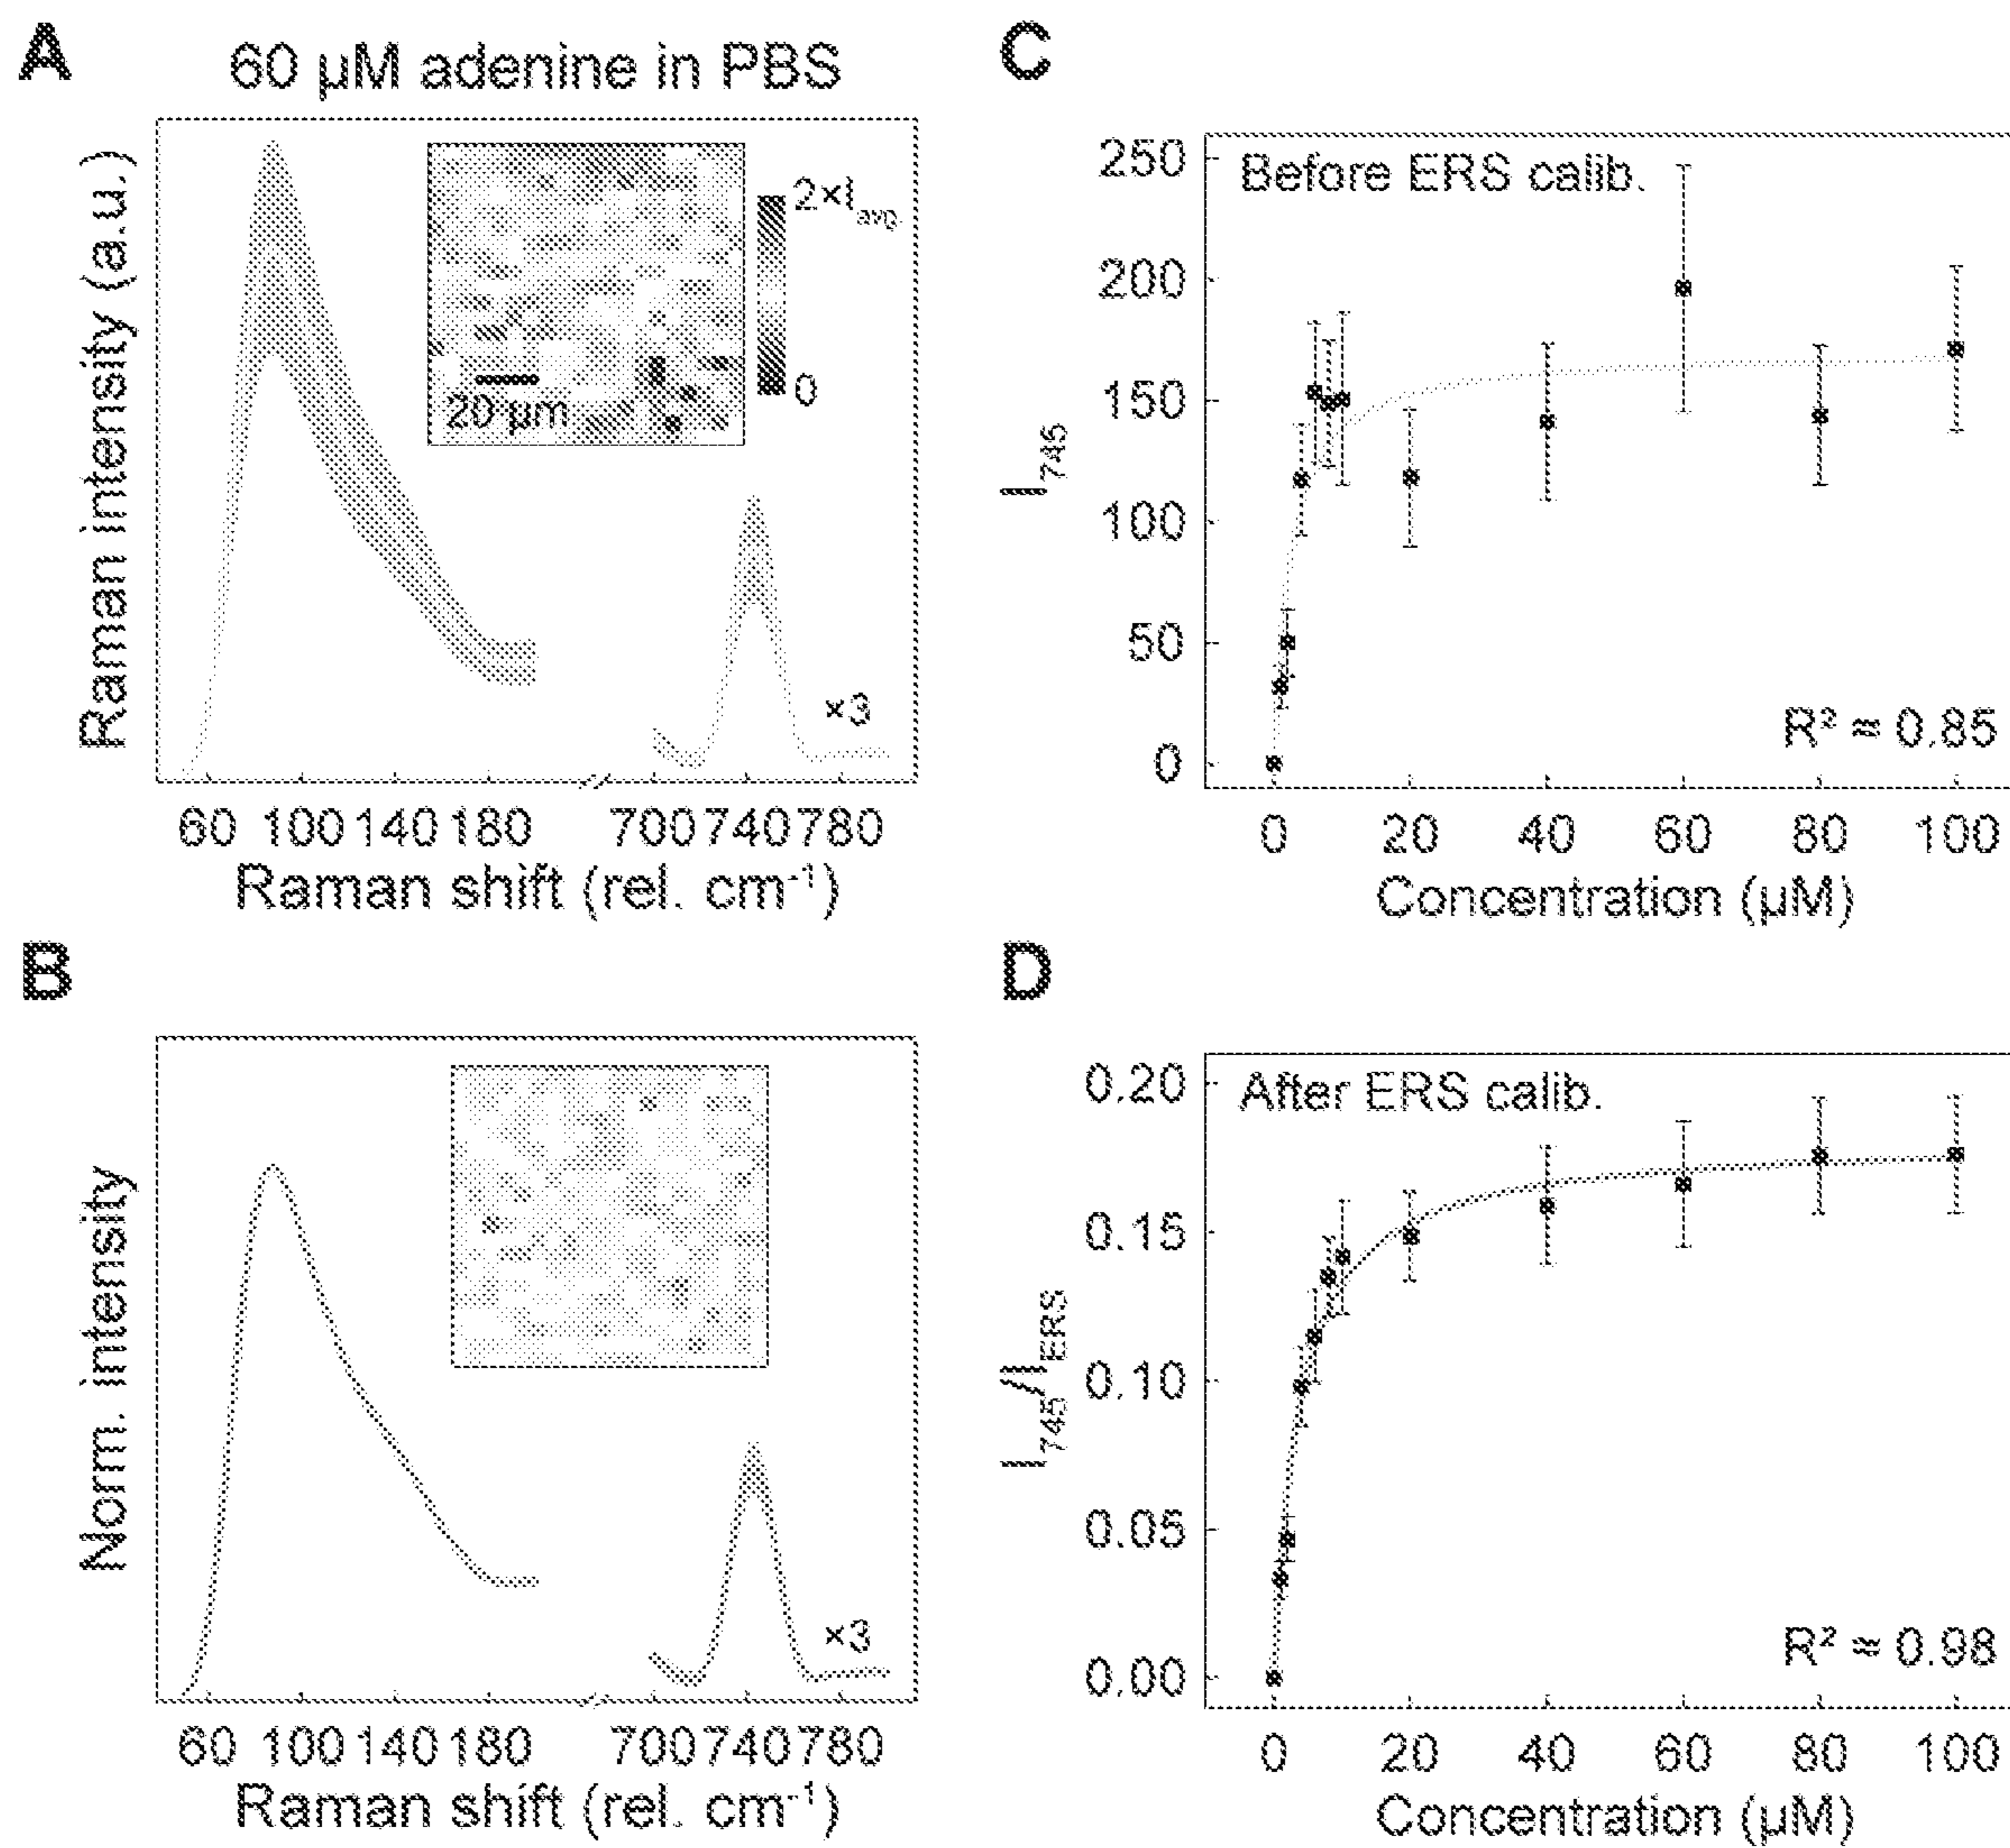 A
60 μM adenine in PBS
Raman intensity (a.u.)
2×I avg.
0
20 μm
×3
60 100 140 180 700 740 780
Raman shift (rel. cm⁻¹)
B
Norm. intensity
×3
60 100 140 180 700 740 780
Raman shift (rel. cm⁻¹)
C
Before ERS calib.
I₇₄₅
250
200
150
100
50
0
R² ≈ 0.85
0 20 40 60 80 100
Concentration (μM)
D
After ERS calib.
I₇₄₅/I ERS
0.20
0.15
0.10
0.05
0.00
R² ≈ 0.98
0 20 40 60 80 100
Concentration (μM)